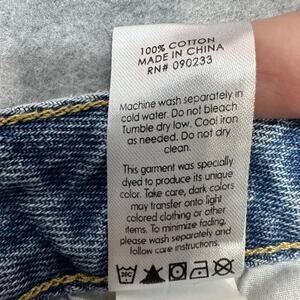 100% COTTON
MADE IN CHINA
RN# 090233
Machine wash separately in
cold water. Do not bleach
Tumble dry low. Cool iron
as needed. Do not dry
clean.
This garment was specially
dyed to produce its unique
color. Take care, dark colors
may transfer onto light
colored clothing or other
items. To minimize fading,
please wash separately and
follow care instructions.